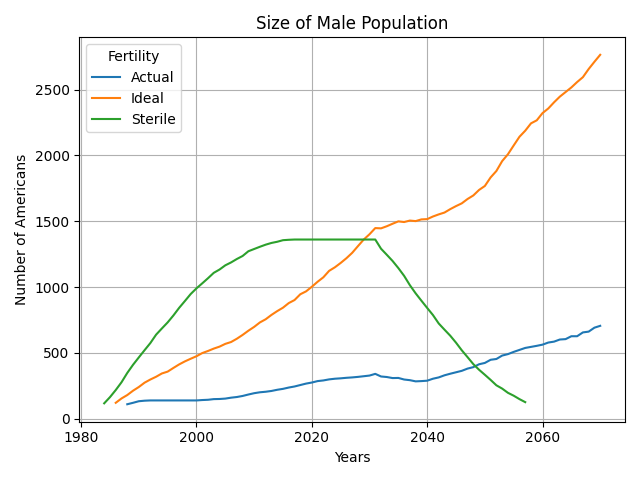 Size of Male Population
Fertility
Actual
Ideal
Sterile
Number of Americans
2500
2000
1500
1000
500
0
1980
2000
2020
2040
2060
Years